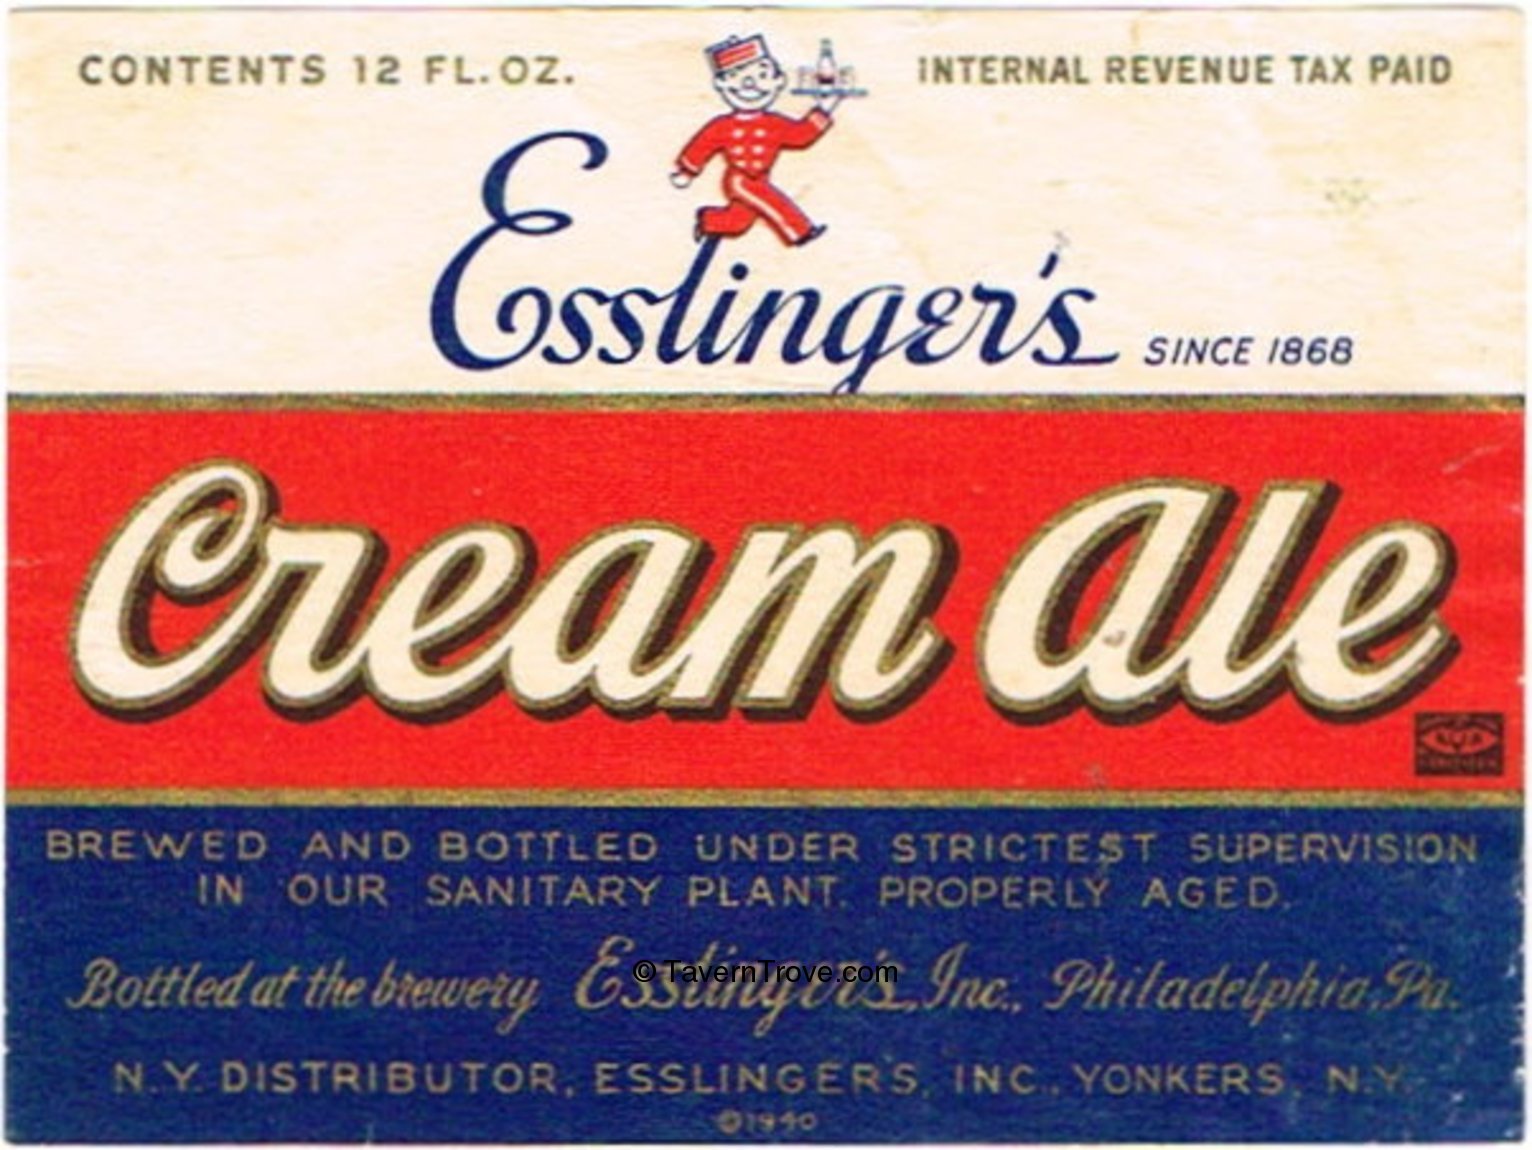 CONTENTS 12 FL. OZ.
INTERNAL REVENUE TAX PAID
Esslinger's SINCE 1868
Cream Ale
BREWED AND BOTTLED UNDER STRICTEST SUPERVISION
IN OUR SANITARY PLANT. PROPERLY AGED.
Bottled at the brewery Esslinger's, Inc., Philadelphia, Pa.
© TavernTrove.com
N.Y. DISTRIBUTOR, ESSLINGER'S, INC., YONKERS, N.Y.
©1940